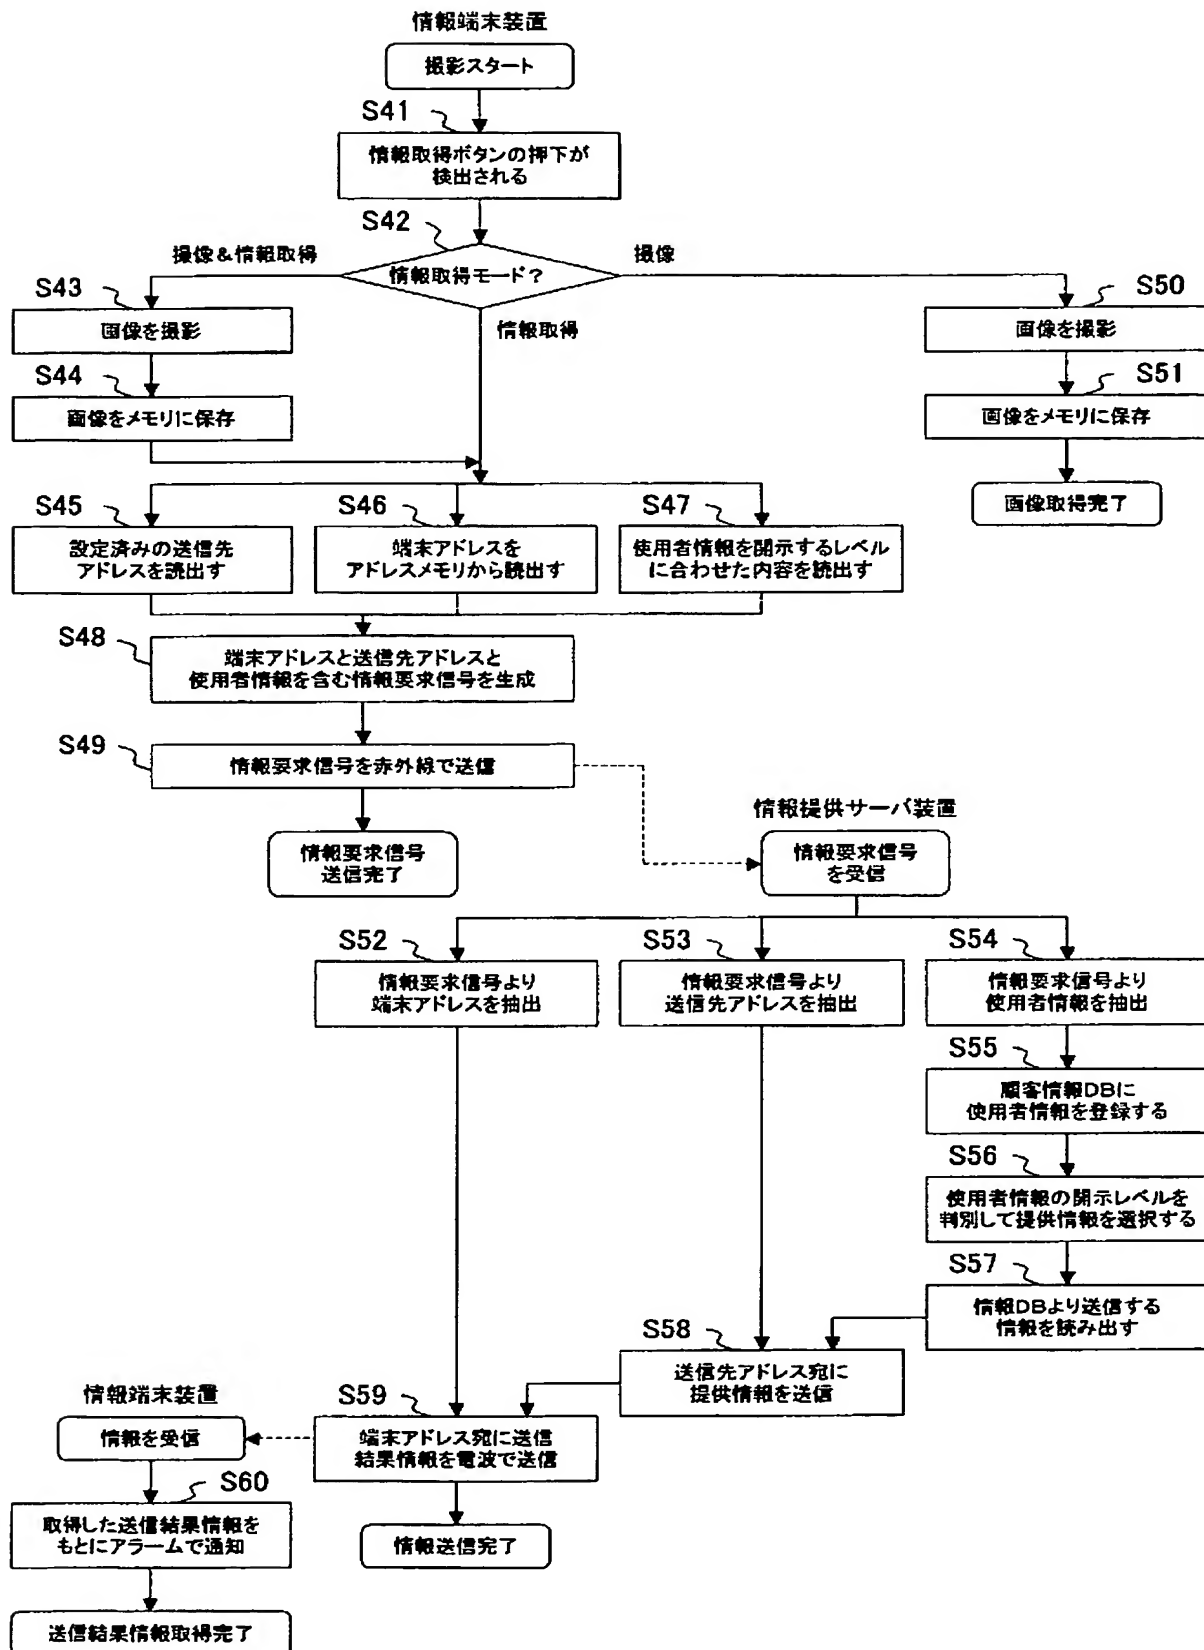 情報端末装置
撮影スタート
S41
情報取得ボタンの押下が
検出される
S42
撮像&情報取得
情報取得モード?
撮像
情報取得
S43
画像を撮影
S44
画像をメモリに保存
S50
画像を撮影
S51
画像をメモリに保存
画像取得完了
S45
設定済みの送信先
アドレスを読出す
S46
端末アドレスを
アドレスメモリから読出す
S47
使用者情報を開示するレベル
に合わせた内容を読出す
S48
端末アドレスと送信先アドレスと
使用者情報を含む情報要求信号を生成
S49
情報要求信号を赤外線で送信
情報要求信号
送信完了
情報提供サーバ装置
情報要求信号
を受信
S52
情報要求信号より
端末アドレスを抽出
S53
情報要求信号より
送信先アドレスを抽出
S54
情報要求信号より
使用者情報を抽出
S55
顧客情報DBに
使用者情報を登録する
S56
使用者情報の開示レベルを
判別して提供情報を選択する
S57
情報DBより送信する
情報を読み出す
S58
送信先アドレス宛に
提供情報を送信
S59
端末アドレス宛に送信
結果情報を電波で送信
情報送信完了
情報端末装置
情報を受信
S60
取得した送信結果情報を
もとにアラームで通知
送信結果情報取得完了